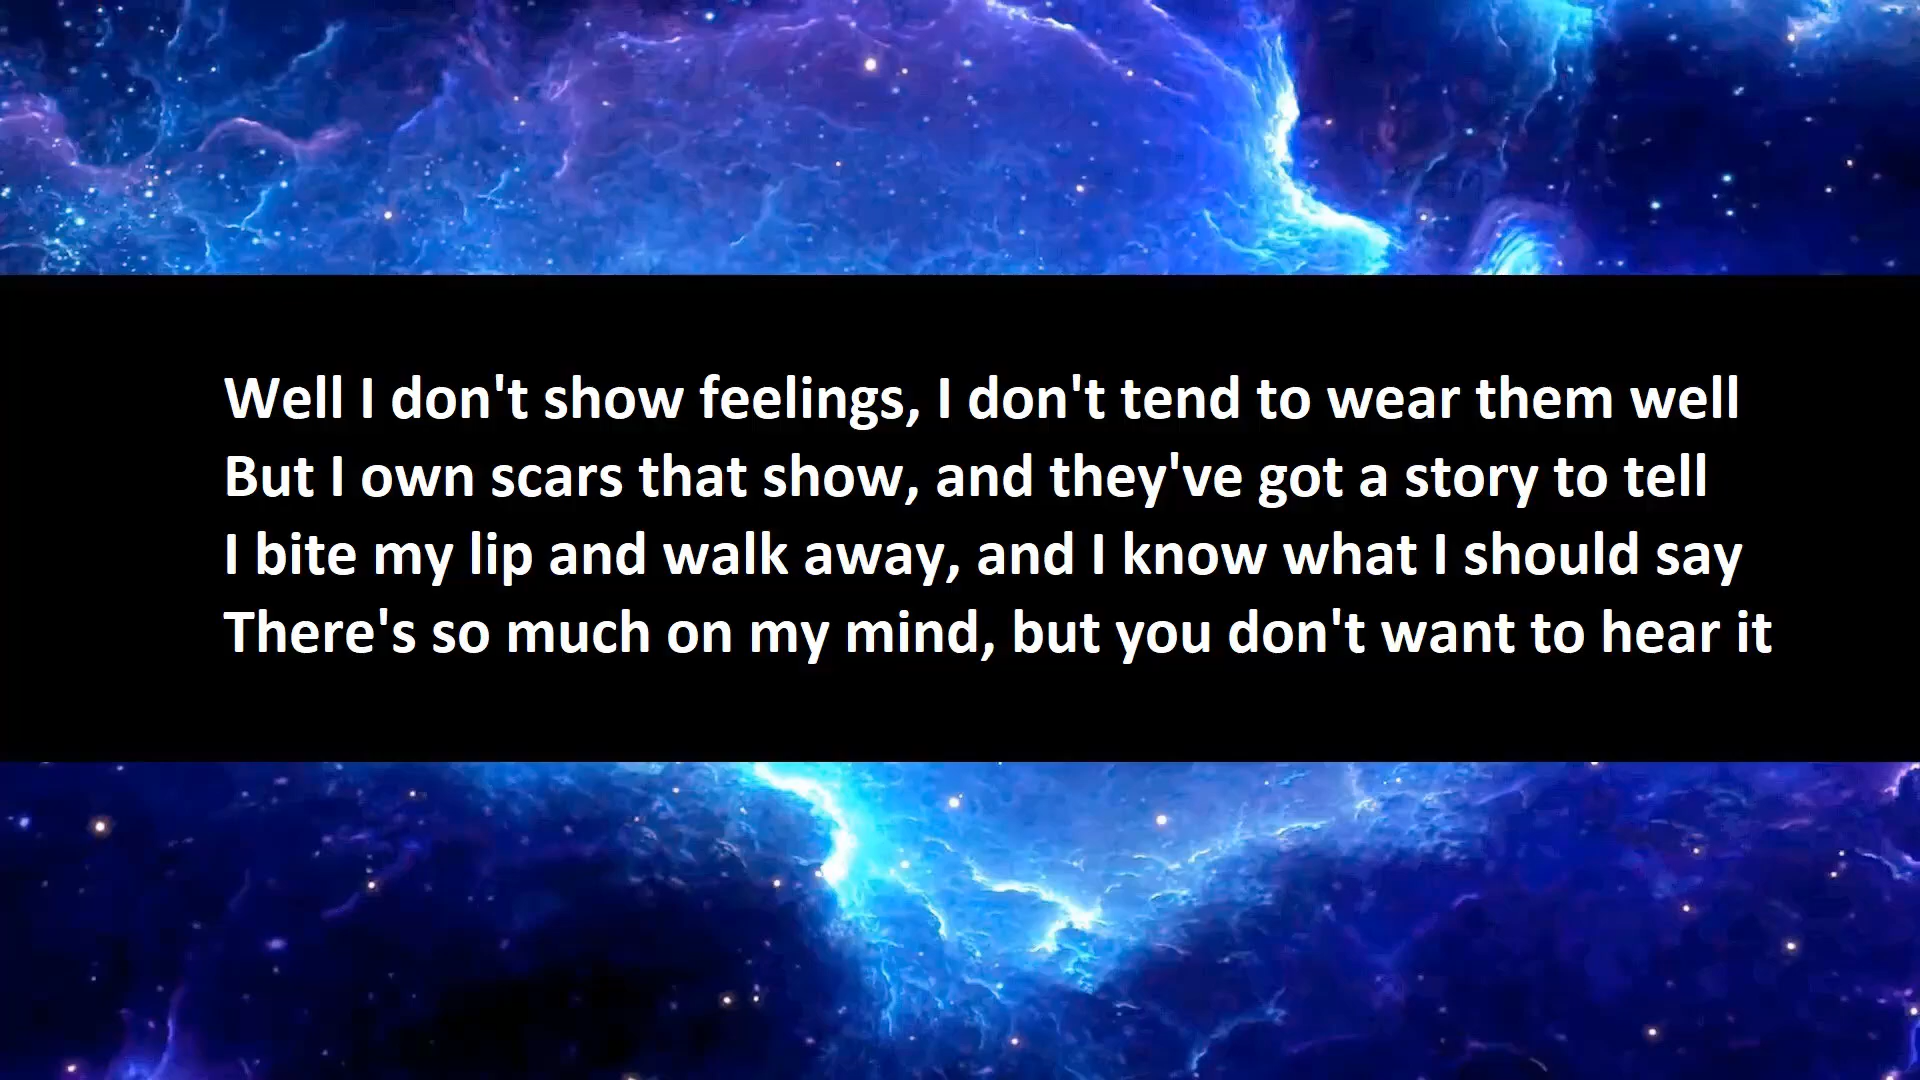 Well I don't show feelings, I don't tend to wear them well
But I own scars that show, and they've got a story to tell
I bite my lip and walk away, and I know what I should say
There's so much on my mind, but you don't want to hear it